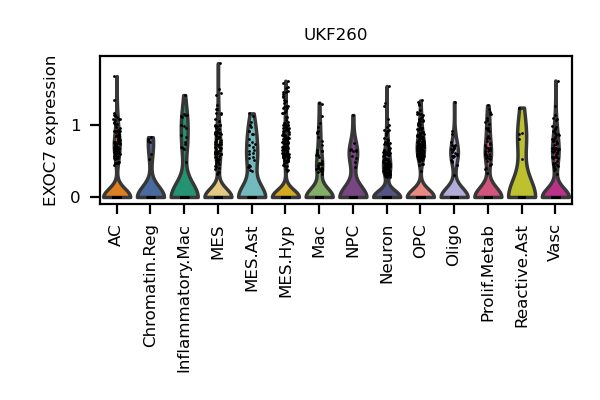 UKF260
EXOC7 expression
1
0
AC
Chromatin.Reg
Inflammatory.Mac
MES
MES.Ast
MES.Hyp
Mac
NPC
Neuron
OPC
Oligo
Prolif.Metab
Reactive.Ast
Vasc